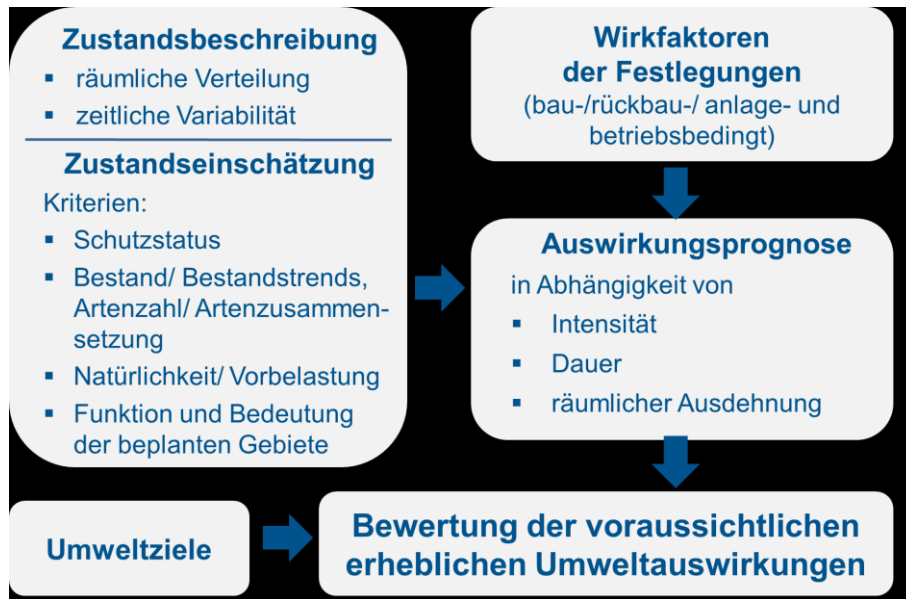 Zustandsbeschreibung
▪ räumliche Verteilung
▪ zeitliche Variabilität
Zustandseinschätzung
Kriterien:
▪ Schutzstatus
▪ Bestand/ Bestandstrends,
Artenzahl/ Artenzusammen-
setzung
▪ Natürlichkeit/ Vorbelastung
▪ Funktion und Bedeutung
der beplanten Gebiete
Wirkfaktoren
der Festlegungen
(bau-/rückbau-/ anlage- und
betriebsbedingt)
Auswirkungsprognose
in Abhängigkeit von
▪ Intensität
▪ Dauer
▪ räumlicher Ausdehnung
Umweltziele
Bewertung der voraussichtlichen
erheblichen Umweltauswirkungen